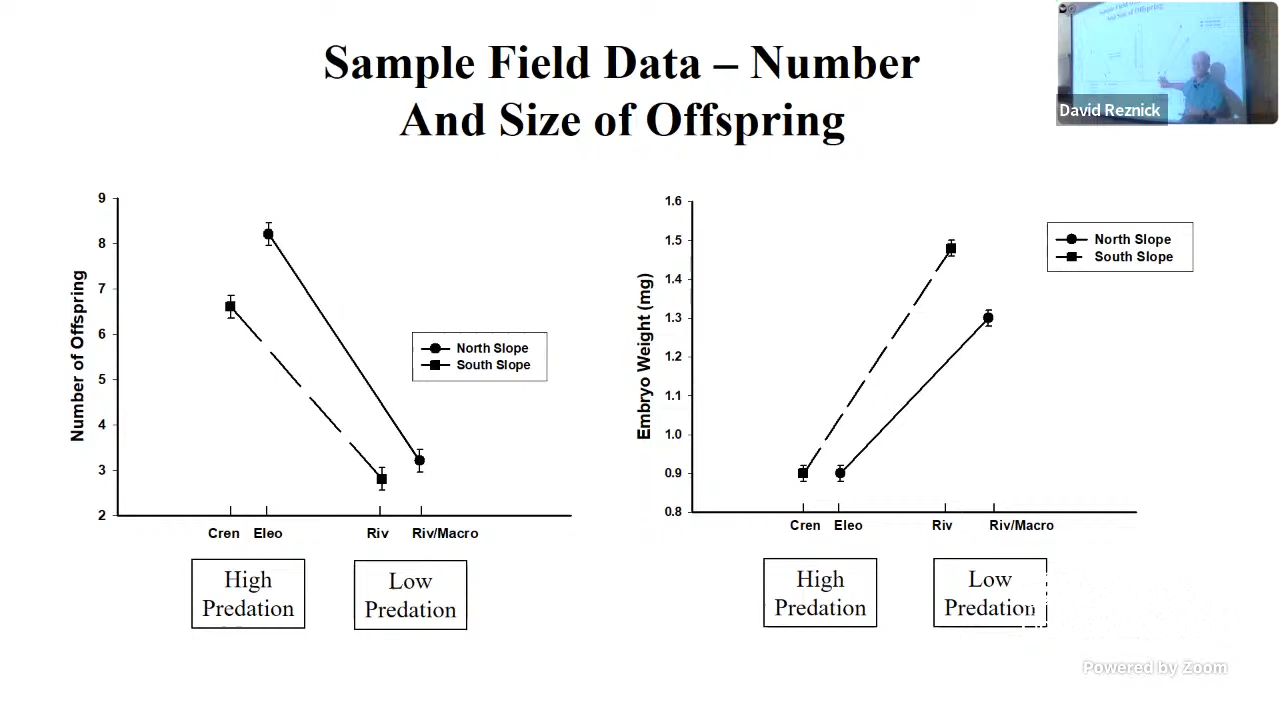 Sample Field Data – Number
And Size of Offspring
David Reznick
9
8
7
6
5
4
3
2
Number of Offspring
North Slope
South Slope
Cren Eleo Riv Riv/Macro
High
Predation
Low
Predation
1.6
1.5
1.4
1.3
1.2
1.1
1.0
0.9
0.8
Embryo Weight (mg)
North Slope
South Slope
Cren Eleo Riv Riv/Macro
High
Predation
Low
Predation
Powered by Zoom